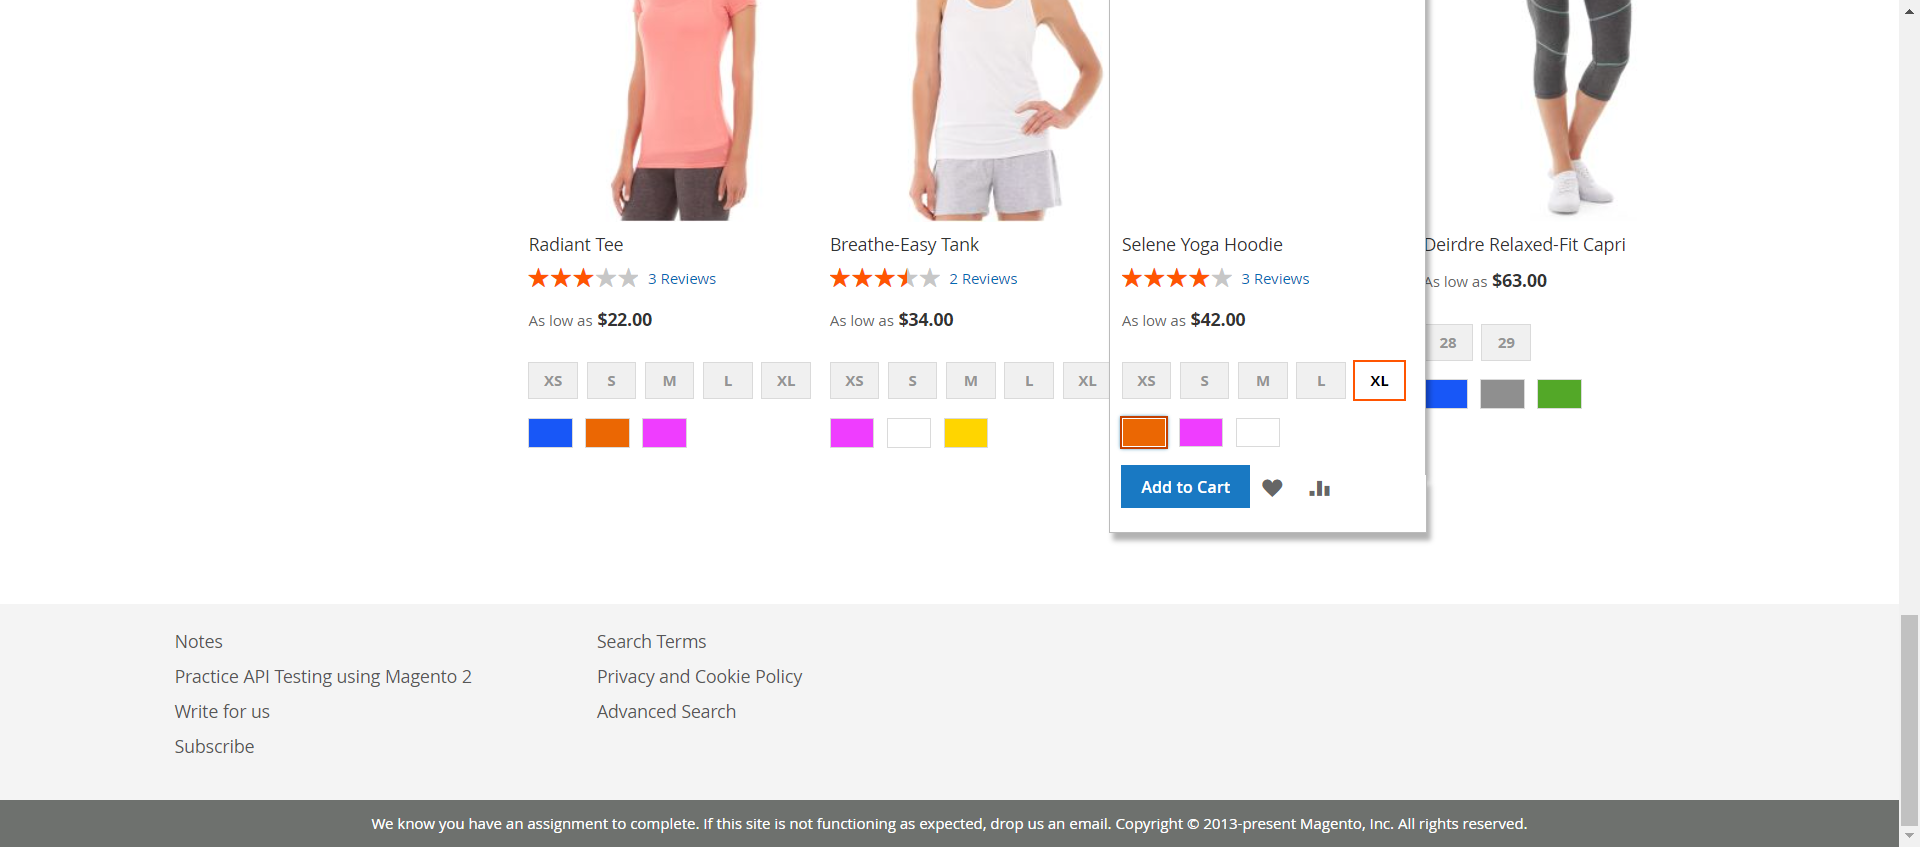 Radiant Tee
3 Reviews
As low as $22.00
XS S M L XL
Breathe-Easy Tank
2 Reviews
As low as $34.00
XS S M L XL
Selene Yoga Hoodie
3 Reviews
As low as $42.00
XS S M L XL
Add to Cart
Deirdre Relaxed-Fit Capri
As low as $63.00
28 29
Notes
Practice API Testing using Magento 2
Write for us
Subscribe
Search Terms
Privacy and Cookie Policy
Advanced Search
We know you have an assignment to complete. If this site is not functioning as expected, drop us an email. Copyright © 2013-present Magento, Inc. All rights reserved.